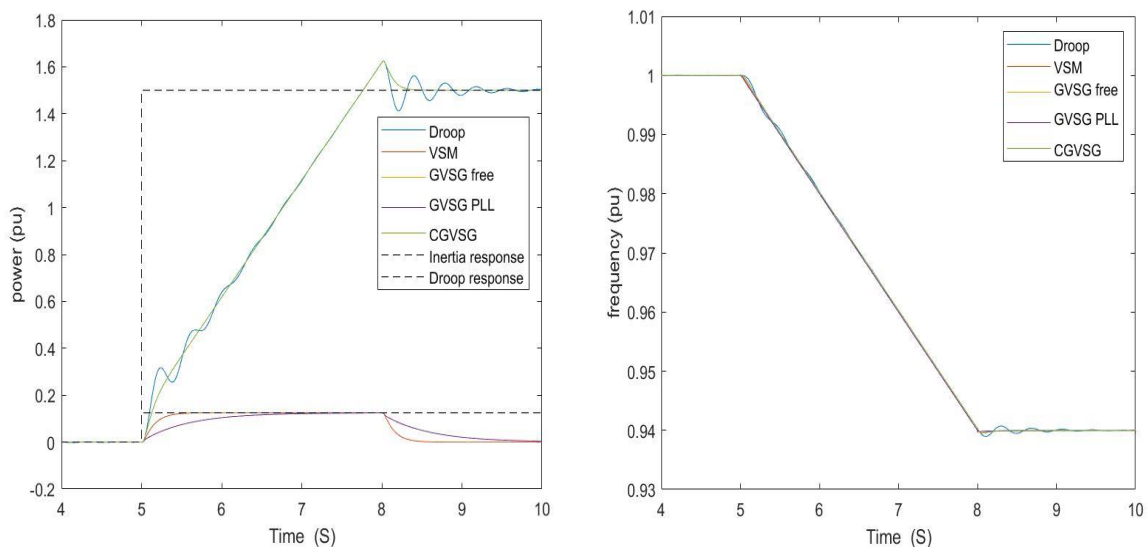 1.8
1.6
1.4
1.2
1
0.8
0.6
0.4
0.2
0
-0.2
power (pu)
4 5 6 7 8 9 10
Time (S)
Droop
VSM
GVSG free
GVSG PLL
CGVSG
Inertia response
Droop response
1.01
1
0.99
0.98
0.97
0.96
0.95
0.94
0.93
frequency (pu)
4 5 6 7 8 9 10
Time (S)
Droop
VSM
GVSG free
GVSG PLL
CGVSG